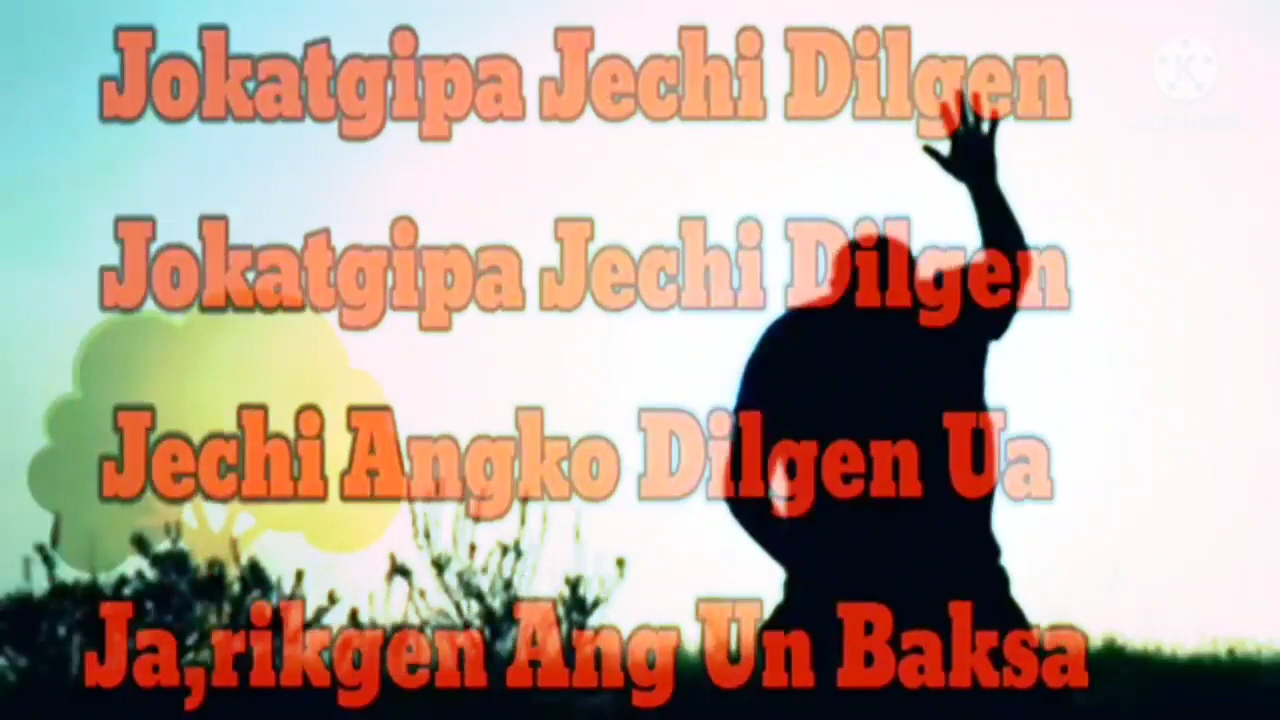 Jokatgipa Jechi Dilgen
Jokatgipa Jechi Dilgen
Jechi Angko Dilgen Ua
Ja,rikgen Ang Un Baksa